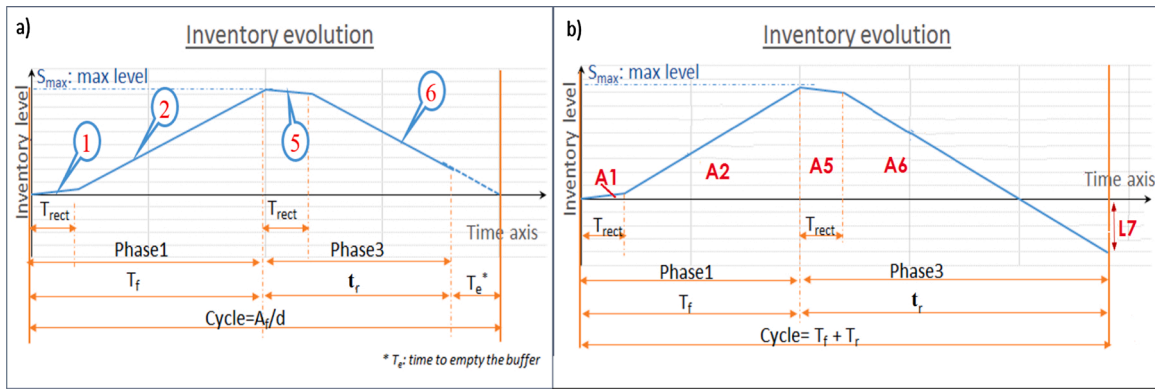 a)
Inventory evolution
Smax: max level
Inventory level
1
2
5
6
Trect
Trect
Time axis
Phase1
Phase3
Tf
tr
Te*
Cycle=Af/d
* Te: time to empty the buffer
b)
Inventory evolution
Smax: max level
Inventory level
A1
A2
A5
A6
Time axis
L7
Trect
Trect
Phase1
Phase3
Tf
tr
Cycle= Tf + Tr